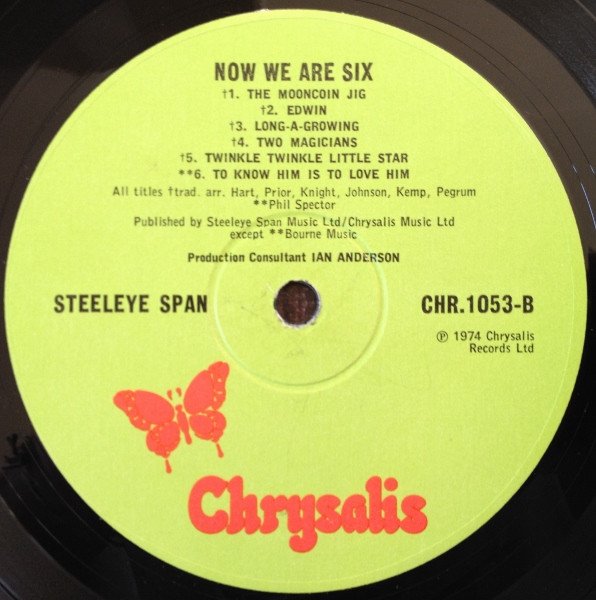 NOW WE ARE SIX
†1. THE MOONCOIN JIG
†2. EDWIN
†3. LONG-A-GROWING
†4. TWO MAGICIANS
†5. TWINKLE TWINKLE LITTLE STAR
**6. TO KNOW HIM IS TO LOVE HIM
All titles †trad. arr. Hart, Prior, Knight, Johnson, Kemp, Pegrum
**Phil Spector
Published by Steeleye Span Music Ltd/Chrysalis Music Ltd
except **Bourne Music
Production Consultant IAN ANDERSON
STEELEYE SPAN
CHR.1053-B
℗ 1974 Chrysalis
Records Ltd
Chrysalis